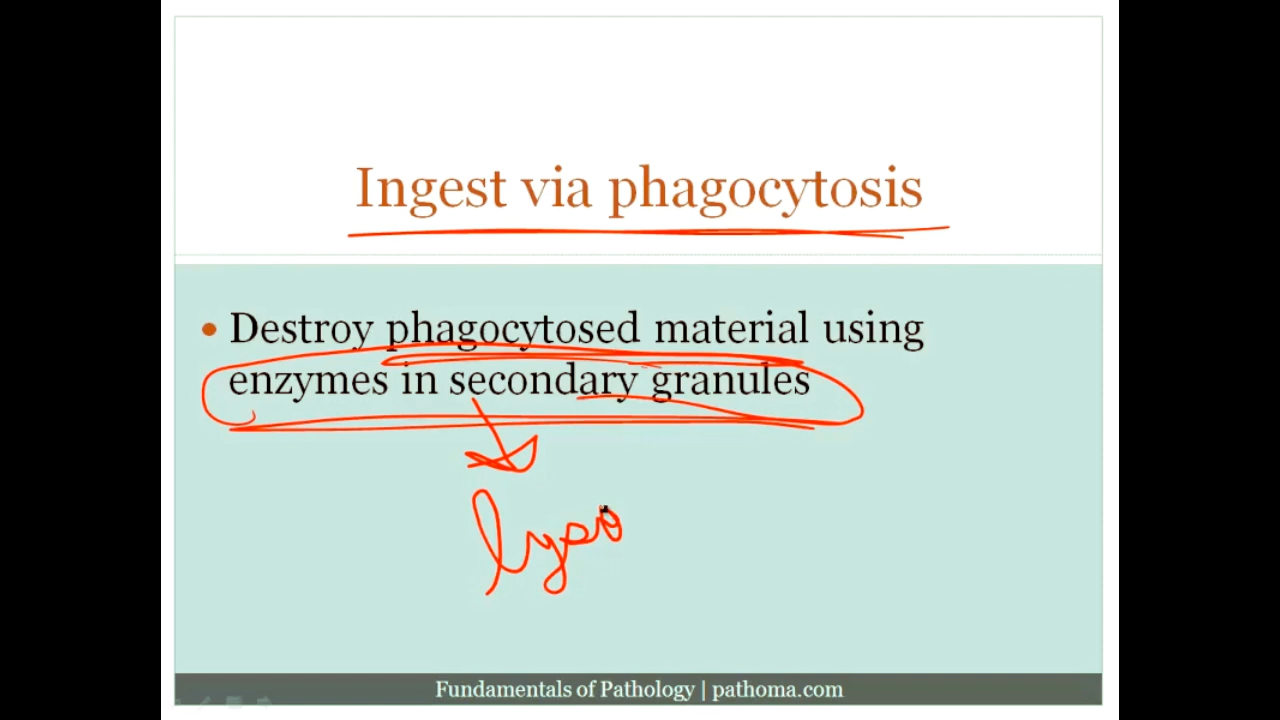 Ingest via phagocytosis
• Destroy phagocytosed material using
enzymes in secondary granules
lyso
Fundamentals of Pathology | pathoma.com